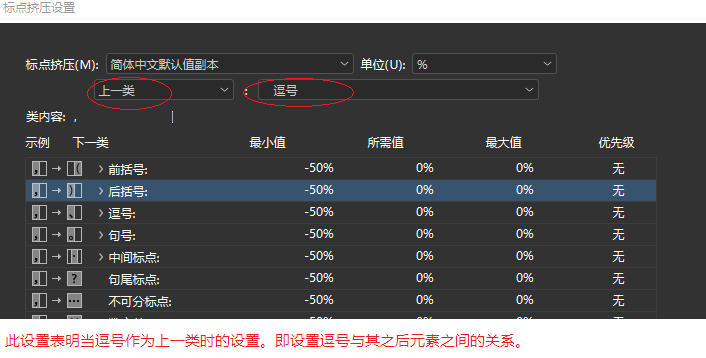 标点挤压设置
标点挤压(M): 简体中文默认值副本 单位(U): %
上一类 : 逗号
类内容: ，
示例 下一类 最小值 所需值 最大值 优先级
，→（ 前括号: -50% 0% 0% 无
，→） 后括号: -50% 0% 0% 无
，→、 逗号: -50% 0% 0% 无
，→。 句号: -50% 0% 0% 无
，→· 中间标点: -50% 0% 0% 无
，→？ 句尾标点: -50% 0% 0% 无
，→… 不可分标点: -50% 0% 0% 无
此设置表明当逗号作为上一类时的设置。即设置逗号与其之后元素之间的关系。